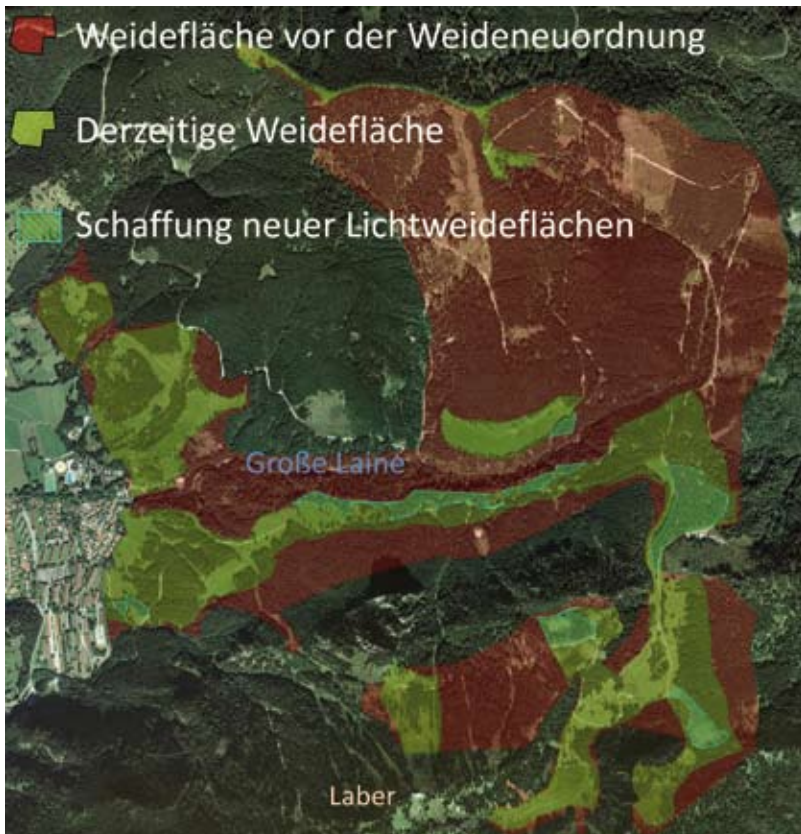 Weidefläche vor der Weideneuordnung
Derzeitige Weidefläche
Schaffung neuer Lichtweideflächen
Große Laine
Laber